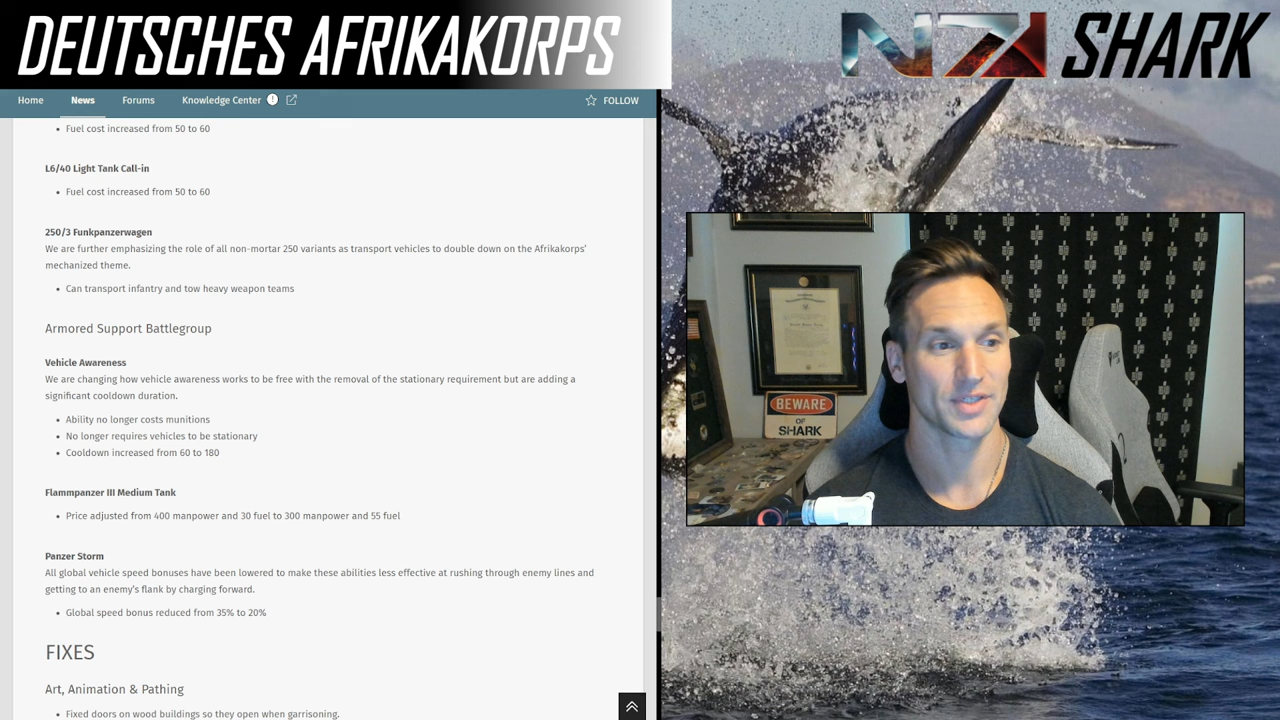 DEUTSCHES AFRIKAKORPS
N7 SHARK
Home News Forums Knowledge Center ! FOLLOW
• Fuel cost increased from 50 to 60
L6/40 Light Tank Call-in
• Fuel cost increased from 50 to 60
250/3 Funkpanzerwagen
We are further emphasizing the role of all non-mortar 250 variants as transport vehicles to double down on the Afrikakorps'
mechanized theme.
• Can transport infantry and tow heavy weapon teams
Armored Support Battlegroup
Vehicle Awareness
We are changing how vehicle awareness works to be free with the removal of the stationary requirement but are adding a
significant cooldown duration.
• Ability no longer costs munitions
• No longer requires vehicles to be stationary
• Cooldown increased from 60 to 180
Flammpanzer III Medium Tank
• Price adjusted from 400 manpower and 30 fuel to 300 manpower and 55 fuel
Panzer Storm
All global vehicle speed bonuses have been lowered to make these abilities less effective at rushing through enemy lines and
getting to an enemy's flank by charging forward.
• Global speed bonus reduced from 35% to 20%
FIXES
Art, Animation & Pathing
• Fixed doors on wood buildings so they open when garrisoning.
BEWARE
OF
SHARK